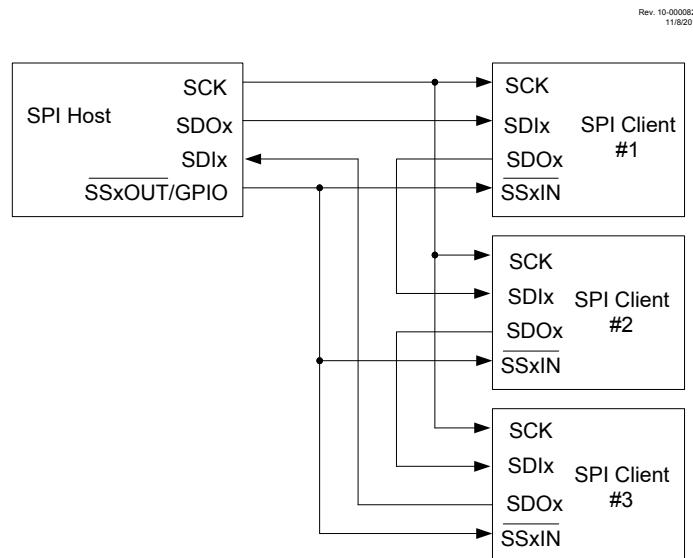 Rev. 10-000082
11/8/20
SPI Host
SCK
SDOx
SDIx
SSxOUT/GPIO
SCK
SDIx
SDOx
SSxIN
SPI Client
#1
SCK
SDIx
SDOx
SSxIN
SPI Client
#2
SCK
SDIx
SDOx
SSxIN
SPI Client
#3